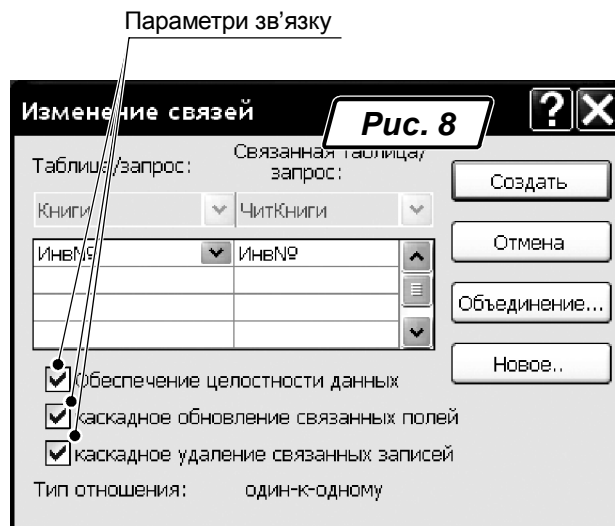 Параметри зв'язку
Изменение связей
Рис. 8
Таблица/запрос:
Связанная таблица/
запрос:
Создать
Книги
ЧитКниги
Отмена
Инв№
Инв№
Объединение...
Новое..
Обеспечение целостности данных
каскадное обновление связанных полей
каскадное удаление связанных записей
Тип отношения: один-к-одному